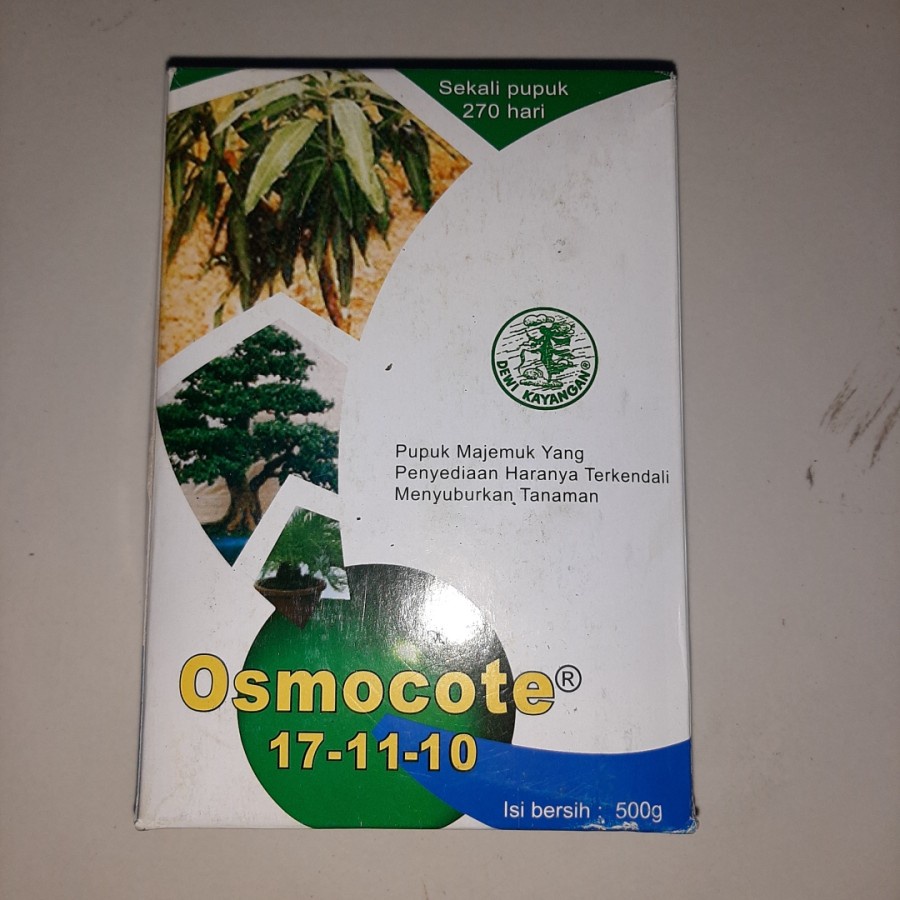 Sekali pupuk
270 hari
DEWI KAYANGAN®
Pupuk Majemuk Yang
Penyediaan Haranya Terkendali
Menyuburkan Tanaman
Osmocote®
17-11-10
Isi bersih : 500g